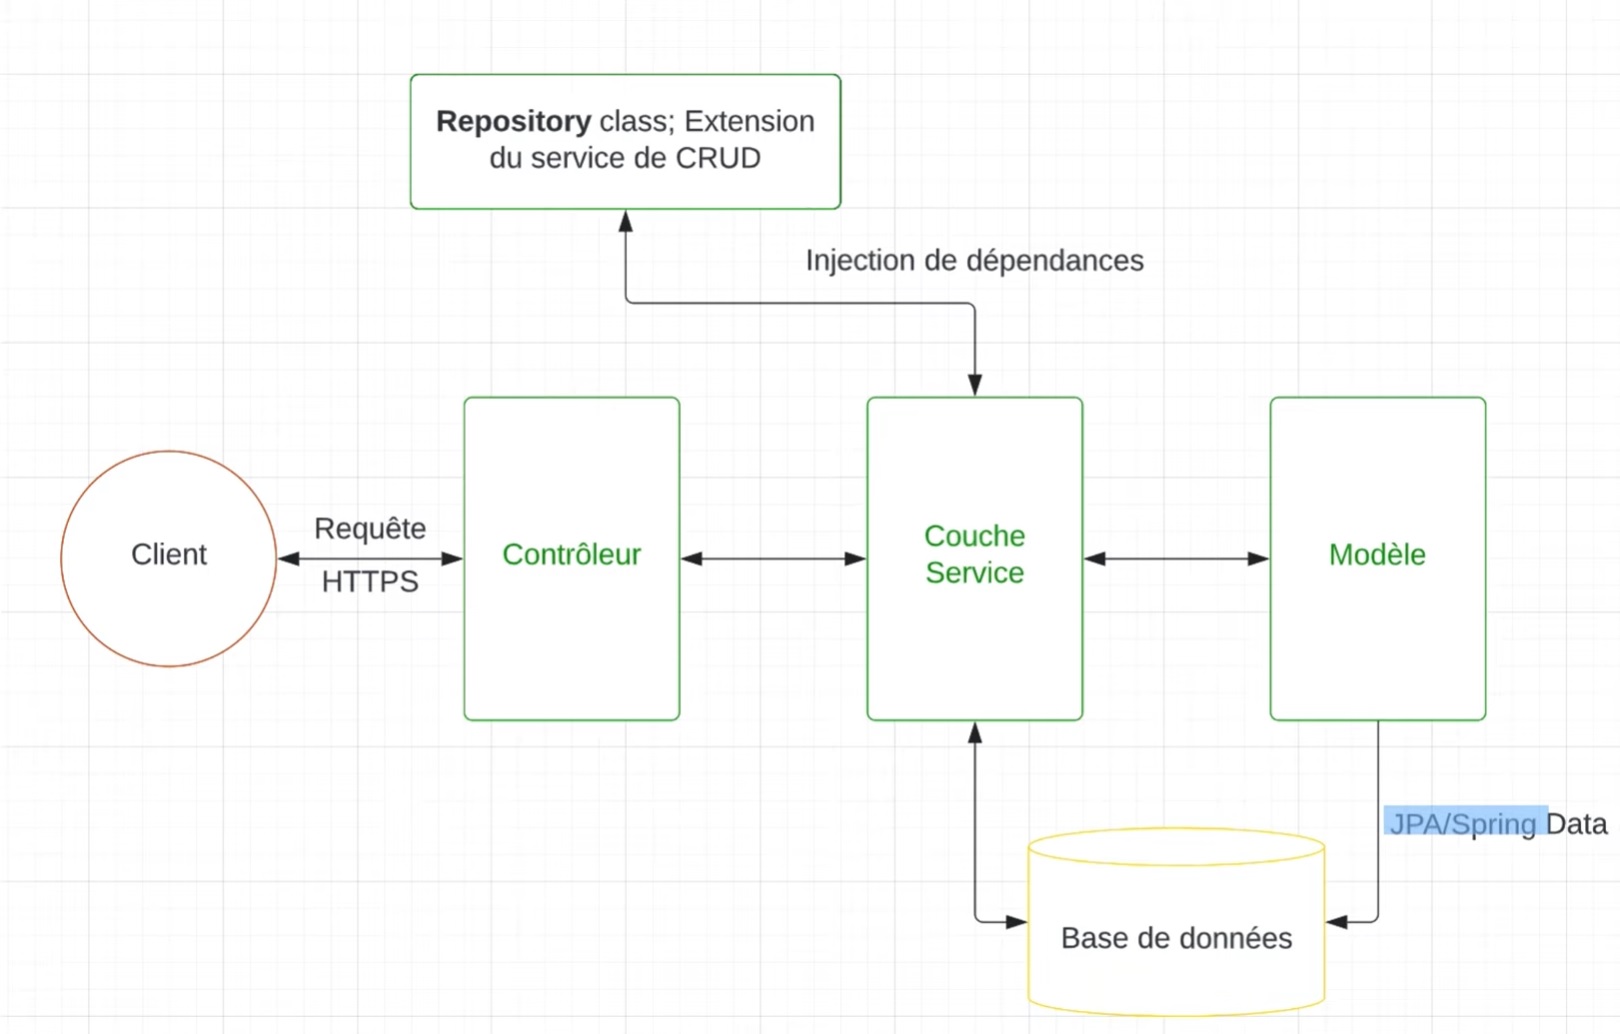 Repository class; Extension
du service de CRUD
Injection de dépendances
Client
Requête
HTTPS
Contrôleur
Couche
Service
Modèle
JPA/Spring Data
Base de données